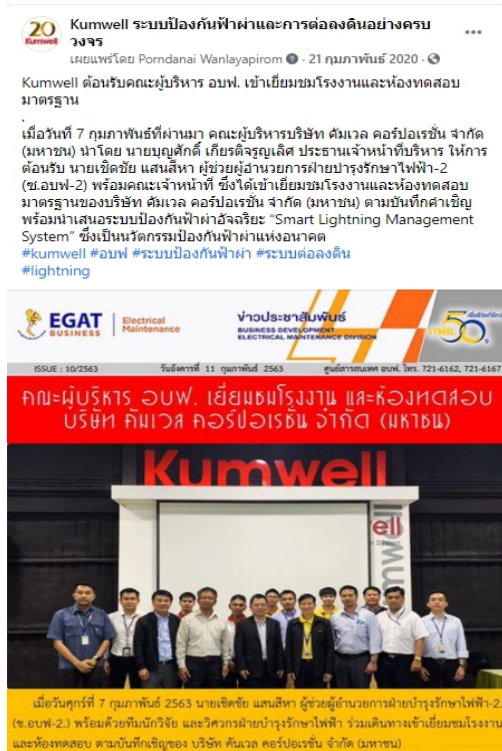 20
Kumwell
Kumwell ระบบป้องกันฟ้าผ่าและการต่อลงดินอย่างครบ
วงจร
เผยแพร่โดย Porndanai Wanlayapirom · 21 กุมภาพันธ์ 2020 ·
Kumwell ต้อนรับคณะผู้บริหาร อบฟ. เข้าเยี่ยมชมโรงงานและห้องทดสอบ
มาตรฐาน
.
เมื่อวันที่ 7 กุมภาพันธ์ที่ผ่านมา คณะผู้บริหารบริษัท คัมเวล คอร์ปอเรชั่น จำกัด
(มหาชน) นำโดย นายบุญศักดิ์ เกียรติจรูญเลิศ ประธานเจ้าหน้าที่บริหาร ให้การ
ต้อนรับ นายเชิดชัย แสนสีหา ผู้ช่วยผู้อำนวยการฝ่ายบำรุงรักษาไฟฟ้า-2
(ช.อบฟ-2) พร้อมคณะเจ้าหน้าที่ ซึ่งได้เข้าเยี่ยมชมโรงงานและห้องทดสอบ
มาตรฐานของบริษัท คัมเวล คอร์ปอเรชั่น จำกัด (มหาชน) ตามบันทึกคำเชิญ
พร้อมนำเสนอระบบป้องกันฟ้าผ่าอัจฉริยะ “Smart Lightning Management
System” ซึ่งเป็นนวัตกรรมป้องกันฟ้าผ่าแห่งอนาคต
#kumwell #อบฟ #ระบบป้องกันฟ้าผ่า #ระบบต่อลงดิน
#lightning
EGAT
BUSINESS
Electrical
Maintenance
ข่าวประชาสัมพันธ์
BUSINESS DEVELOPMENT
ELECTRICAL MAINTENANCE DIVISION
กฟผ 50
ISSUE : 10/2563 วันอังคารที่ 11 กุมภาพันธ์ 2563 ศูนย์สารสนเทศ อบฟ. โทร. 721-6162, 721-6167
คณะผู้บริหาร อบฟ. เยี่ยมชมโรงงาน และห้องทดสอบ
บริษัท คัมเวล คอร์ปอเรชั่น จำกัด (มหาชน)
Kumwell
ell
เมื่อวันศุกร์ที่ 7 กุมภาพันธ์ 2563 นายเชิดชัย แสนสีหา ผู้ช่วยผู้อำนวยการฝ่ายบำรุงรักษาไฟฟ้า-2.
(ช.อบฟ-2.) พร้อมด้วยทีมนักวิจัย และวิศวกรฝ่ายบำรุงรักษาไฟฟ้า ร่วมเดินทางเข้าเยี่ยมชมโรงงาน
และห้องทดสอบ ตามบันทึกเชิญของ บริษัท คัมเวล คอร์ปอเรชั่น จำกัด (มหาชน)